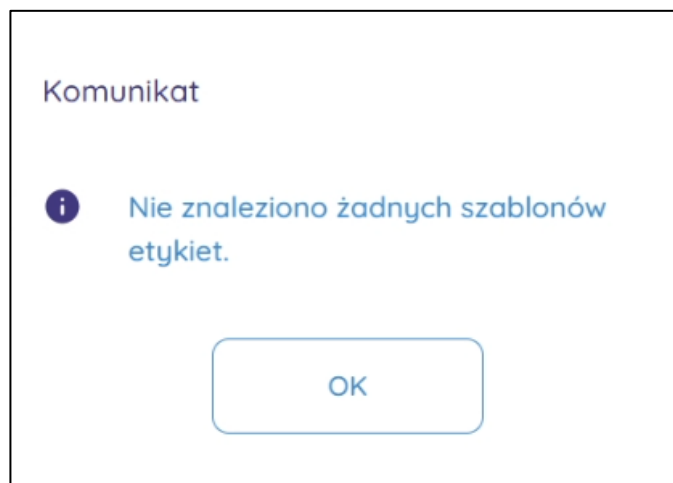 Komunikat
Nie znaleziono żadnych szablonów
etykiet.
OK